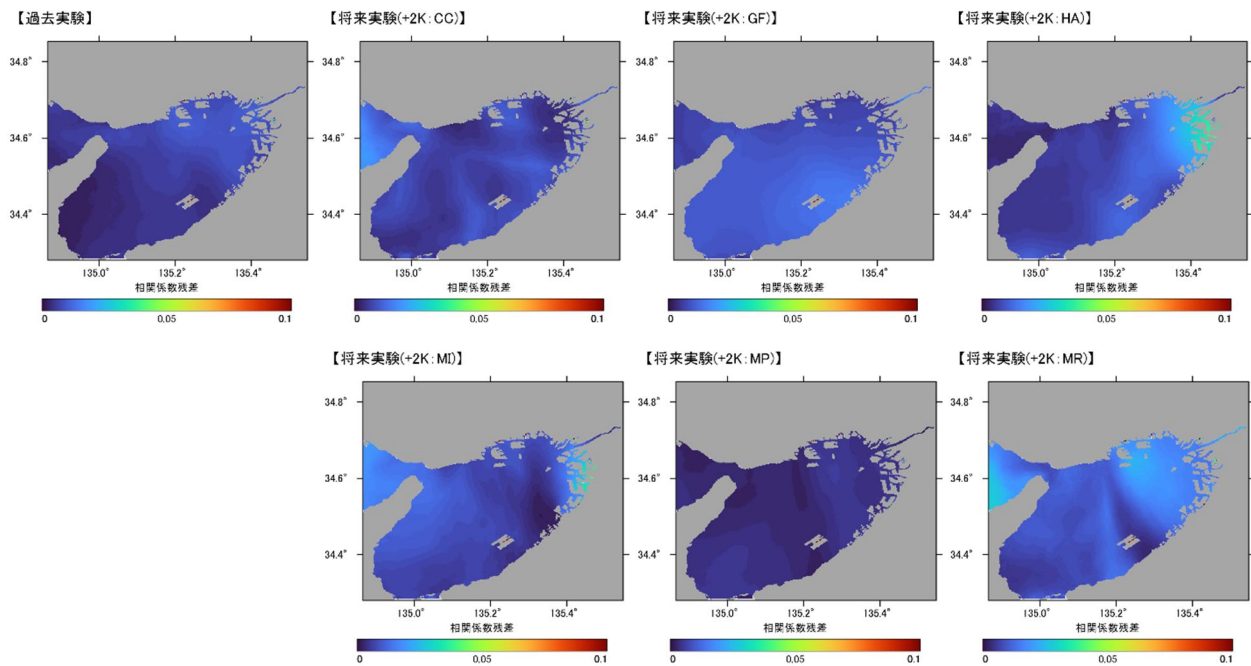 【過去実験】
【将来実験(+2K:CC)】
【将来実験(+2K:GF)】
【将来実験(+2K:HA)】
34.8°
34.6°
34.4°
135.0° 135.2° 135.4°
相関係数残差
0 0.05 0.1
34.8°
34.6°
34.4°
135.0° 135.2° 135.4°
相関係数残差
0 0.05 0.1
34.8°
34.6°
34.4°
135.0° 135.2° 135.4°
相関係数残差
0 0.05 0.1
34.8°
34.6°
34.4°
135.0° 135.2° 135.4°
相関係数残差
0 0.05 0.1
【将来実験(+2K:MI)】
【将来実験(+2K:MP)】
【将来実験(+2K:MR)】
34.8°
34.6°
34.4°
135.0° 135.2° 135.4°
相関係数残差
0 0.05 0.1
34.8°
34.6°
34.4°
135.0° 135.2° 135.4°
相関係数残差
0 0.05 0.1
34.8°
34.6°
34.4°
135.0° 135.2° 135.4°
相関係数残差
0 0.05 0.1